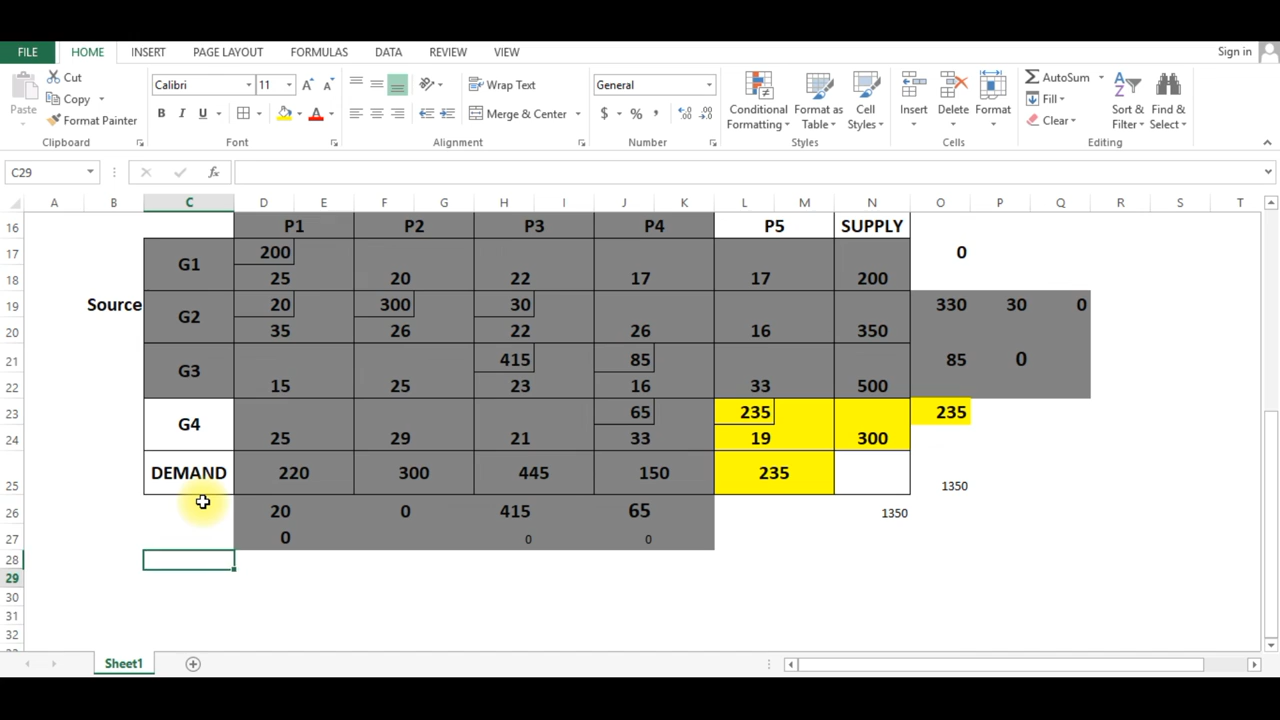 FILE HOME INSERT PAGE LAYOUT FORMULAS DATA REVIEW VIEW Sign in
Paste Cut Copy Format Painter
Calibri 11 A A
B I U A
Wrap Text
Merge & Center
General
$ % , .0 .00
Conditional Formatting Format as Table Cell Styles
Insert Delete Format
AutoSum Fill Clear
Sort & Filter Find & Select
Clipboard Font Alignment Number Styles Cells Editing
C29 fx
A B C D E F G H I J K L M N O P Q R S T
16 P1 P2 P3 P4 P5 SUPPLY
17 200 0
G1
18 25 20 22 17 17 200
19 Source 20 300 30 330 30 0
G2
20 35 26 22 26 16 350
21 415 85 85 0
G3
22 15 25 23 16 33 500
23 65 235 235
G4
24 25 29 21 33 19 300
DEMAND 220 300 445 150 235
25 1350
26 20 0 415 65 1350
27 0 0 0
28
29
30
31
32
Sheet1